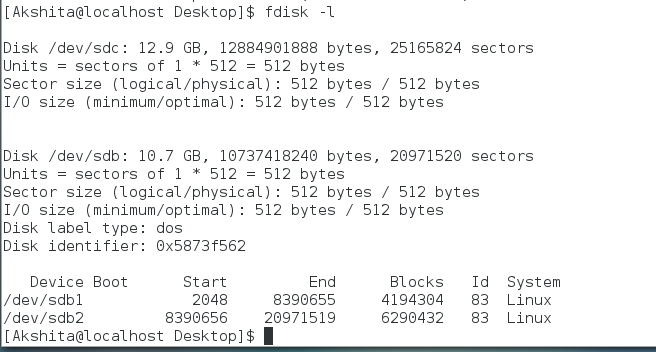 [Akshita@localhost Desktop]$ fdisk -l
Disk /dev/sdc: 12.9 GB, 12884901888 bytes, 25165824 sectors
Units = sectors of 1 * 512 = 512 bytes
Sector size (logical/physical): 512 bytes / 512 bytes
I/O size (minimum/optimal): 512 bytes / 512 bytes
Disk /dev/sdb: 10.7 GB, 10737418240 bytes, 20971520 sectors
Units = sectors of 1 * 512 = 512 bytes
Sector size (logical/physical): 512 bytes / 512 bytes
I/O size (minimum/optimal): 512 bytes / 512 bytes
Disk label type: dos
Disk identifier: 0x5873f562
Device Boot Start End Blocks Id System
/dev/sdb1 2048 8390655 4194304 83 Linux
/dev/sdb2 8390656 20971519 6290432 83 Linux
[Akshita@localhost Desktop]$